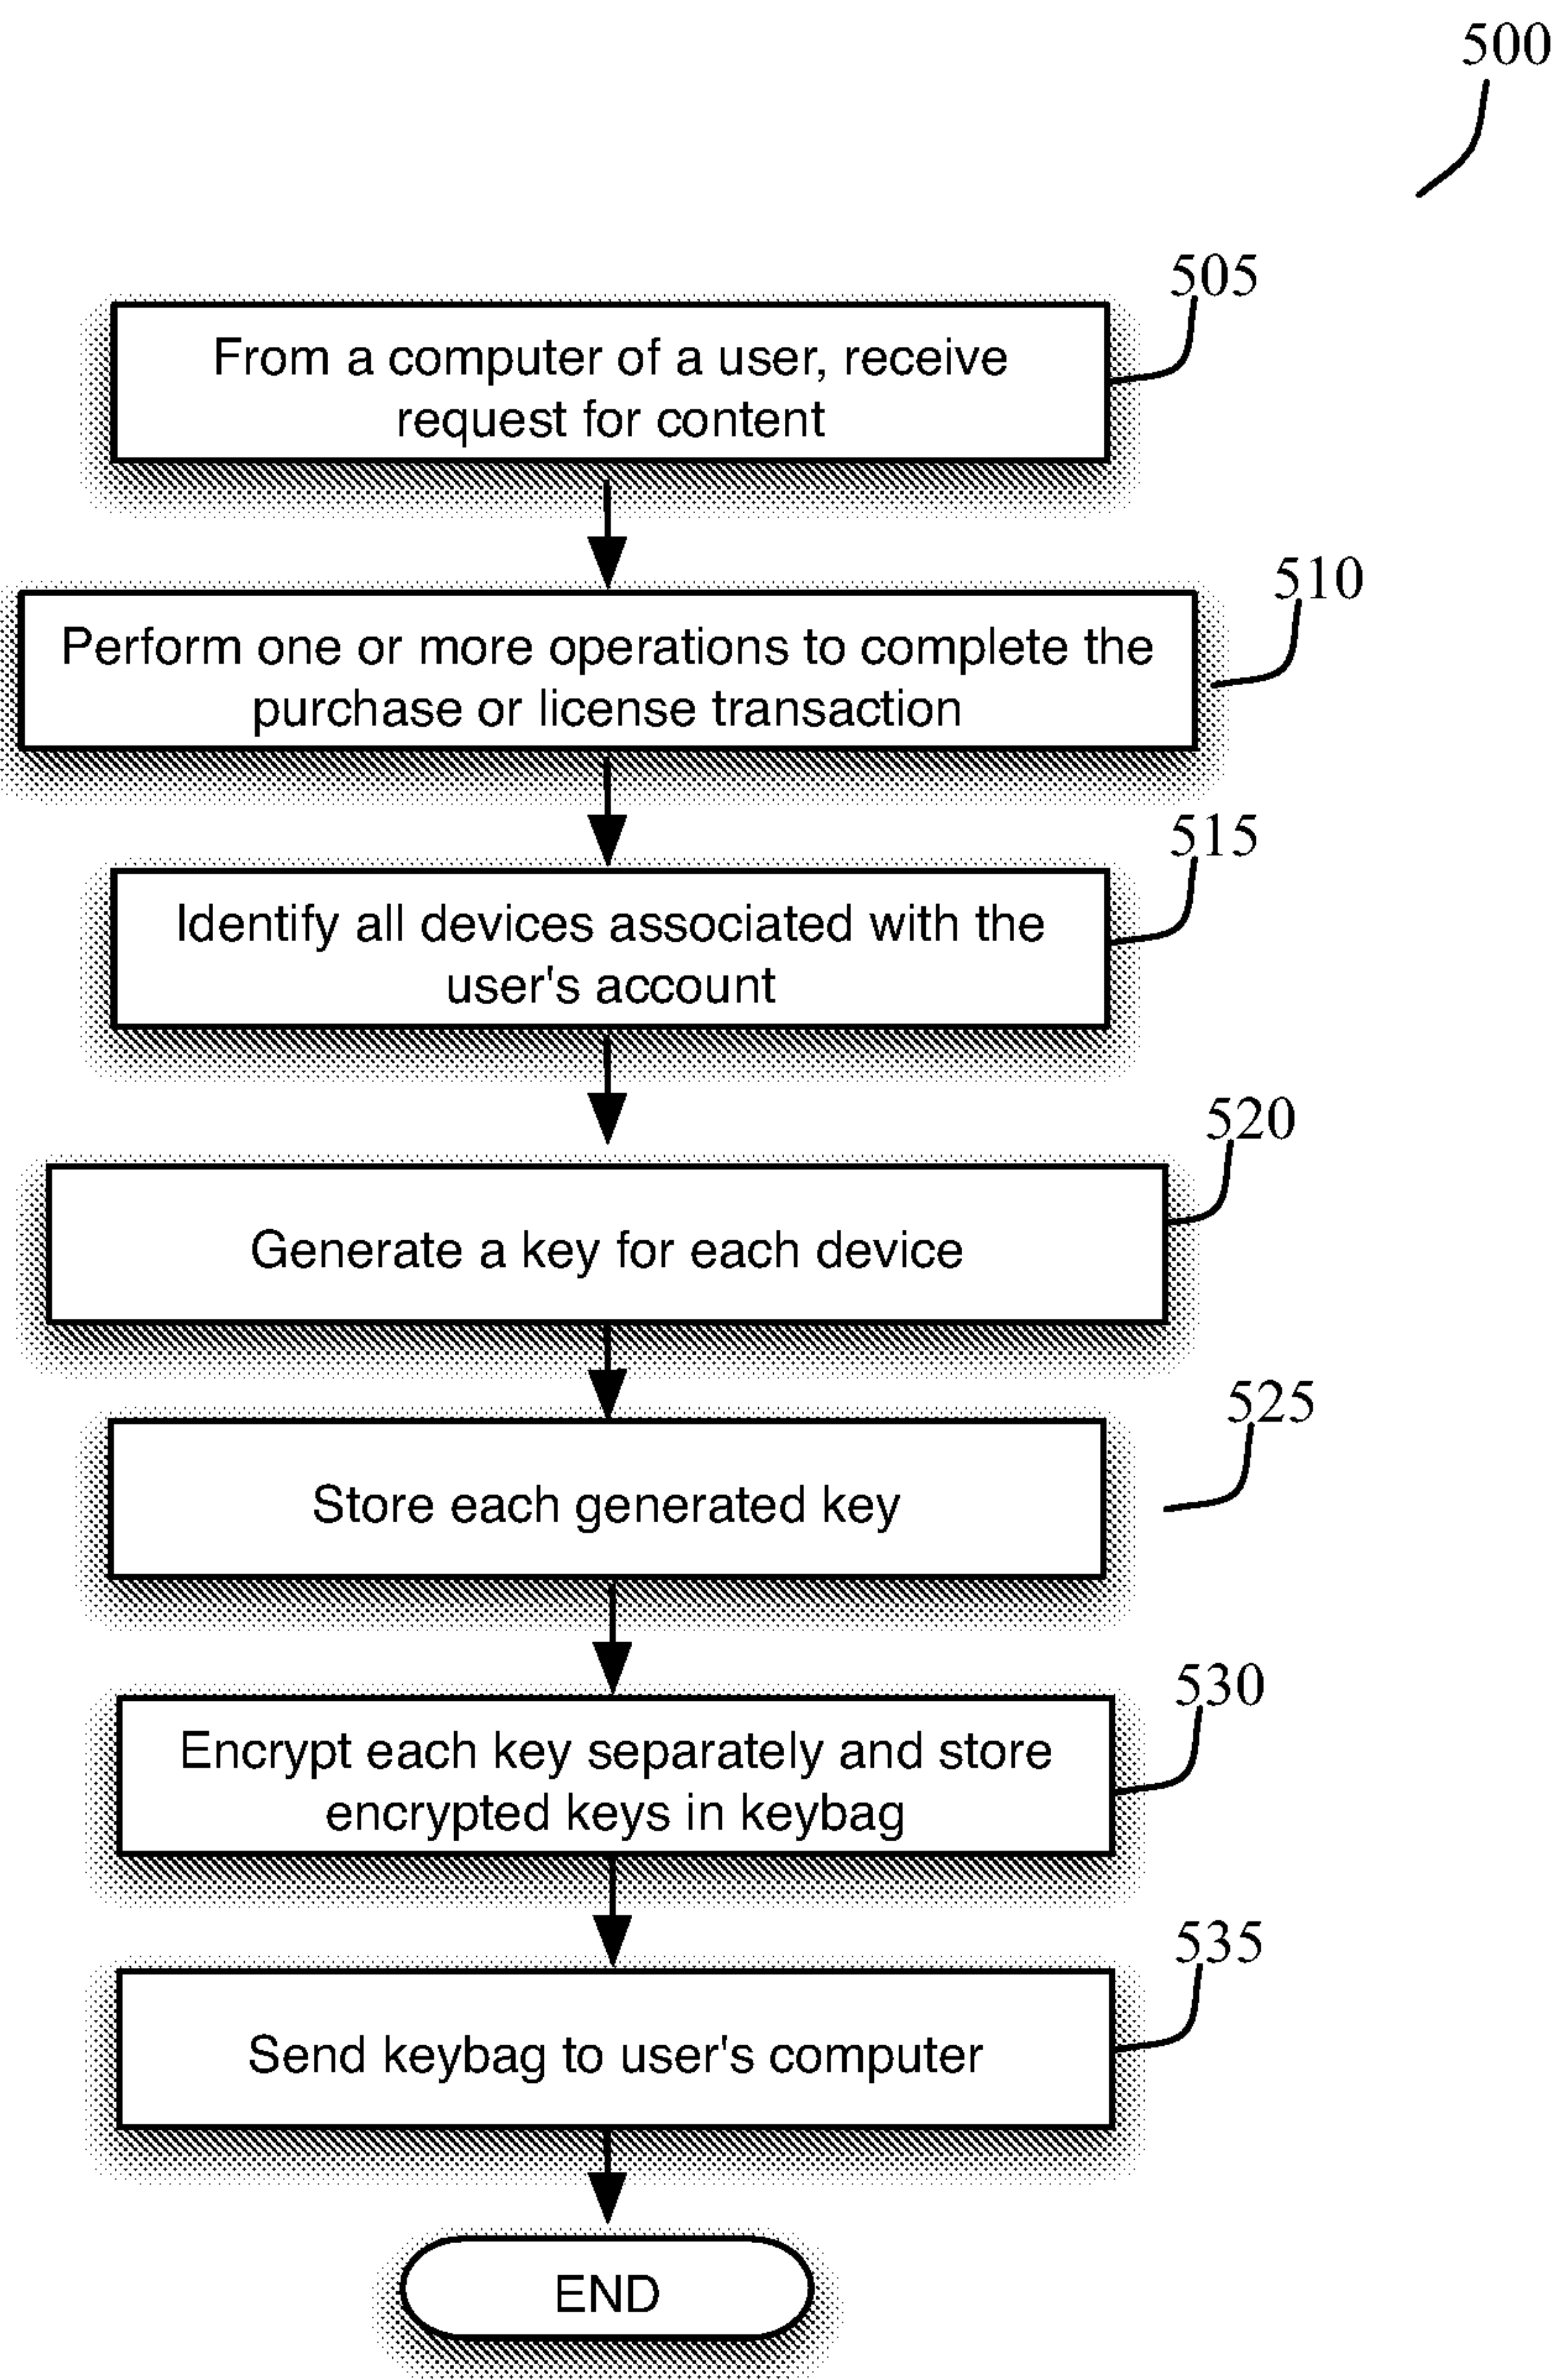 500
505
From a computer of a user, receive
request for content
510
Perform one or more operations to complete the
purchase or license transaction
515
Identify all devices associated with the
user's account
520
Generate a key for each device
525
Store each generated key
530
Encrypt each key separately and store
encrypted keys in keybag
535
Send keybag to user's computer
END